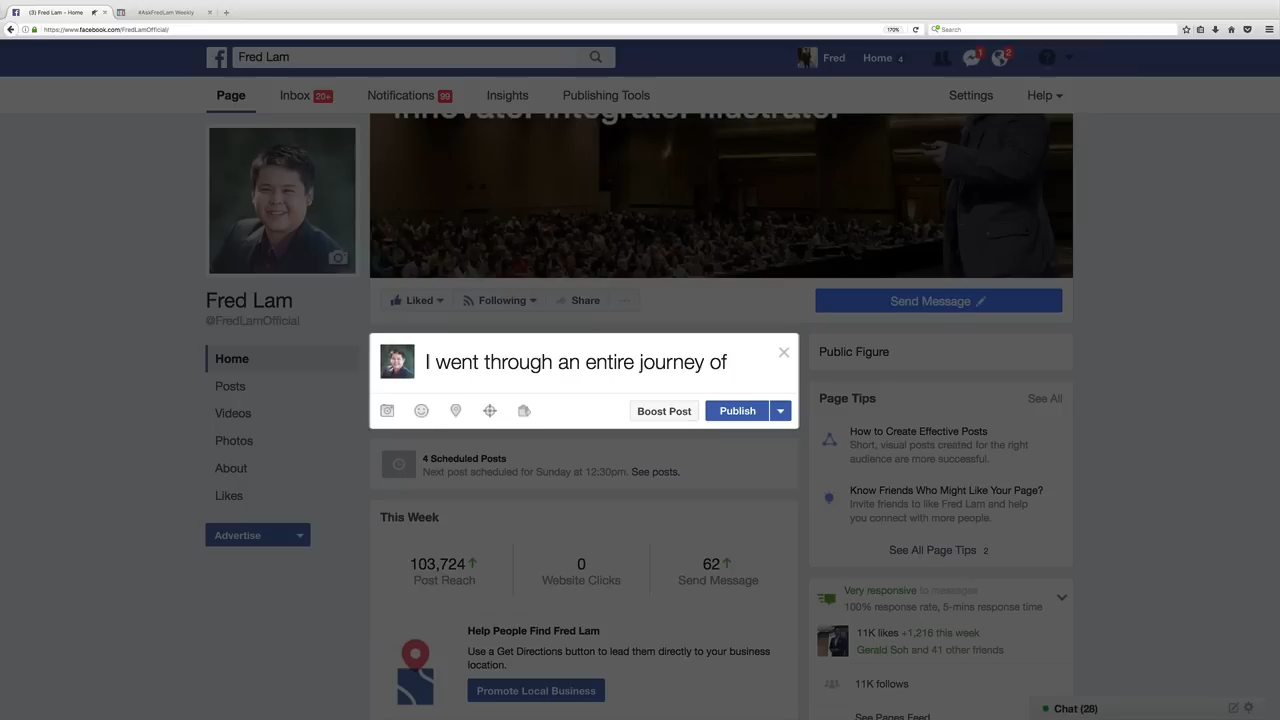 (3) Fred Lam - Home
#AskFredLam Weekly
https://www.facebook.com/FredLamOfficial/
170%
Search
Fred Lam
Fred
Home 4
1
2
Page
Inbox 20+
Notifications 99
Insights
Publishing Tools
Settings
Help
Innovator. Integrator. Illustrator.
Fred Lam
@FredLamOfficial
Liked
Following
Share
Send Message
Home
Posts
Videos
Photos
About
Likes
Advertise
I went through an entire journey of
Boost Post
Publish
4 Scheduled Posts
Next post scheduled for Sunday at 12:30pm. See posts.
This Week
103,724
Post Reach
0
Website Clicks
62
Send Message
Help People Find Fred Lam
Use a Get Directions button to lead them directly to your business
location.
Promote Local Business
Public Figure
Page Tips
See All
How to Create Effective Posts
Short, visual posts created for the right
audience are more successful.
Know Friends Who Might Like Your Page?
Invite friends to like Fred Lam and help
you connect with more people.
See All Page Tips 2
Very responsive to messages
100% response rate, 5-mins response time
11K likes +1,216 this week
Gerald Soh and 41 other friends
11K follows
See Pages Feed
Chat (28)